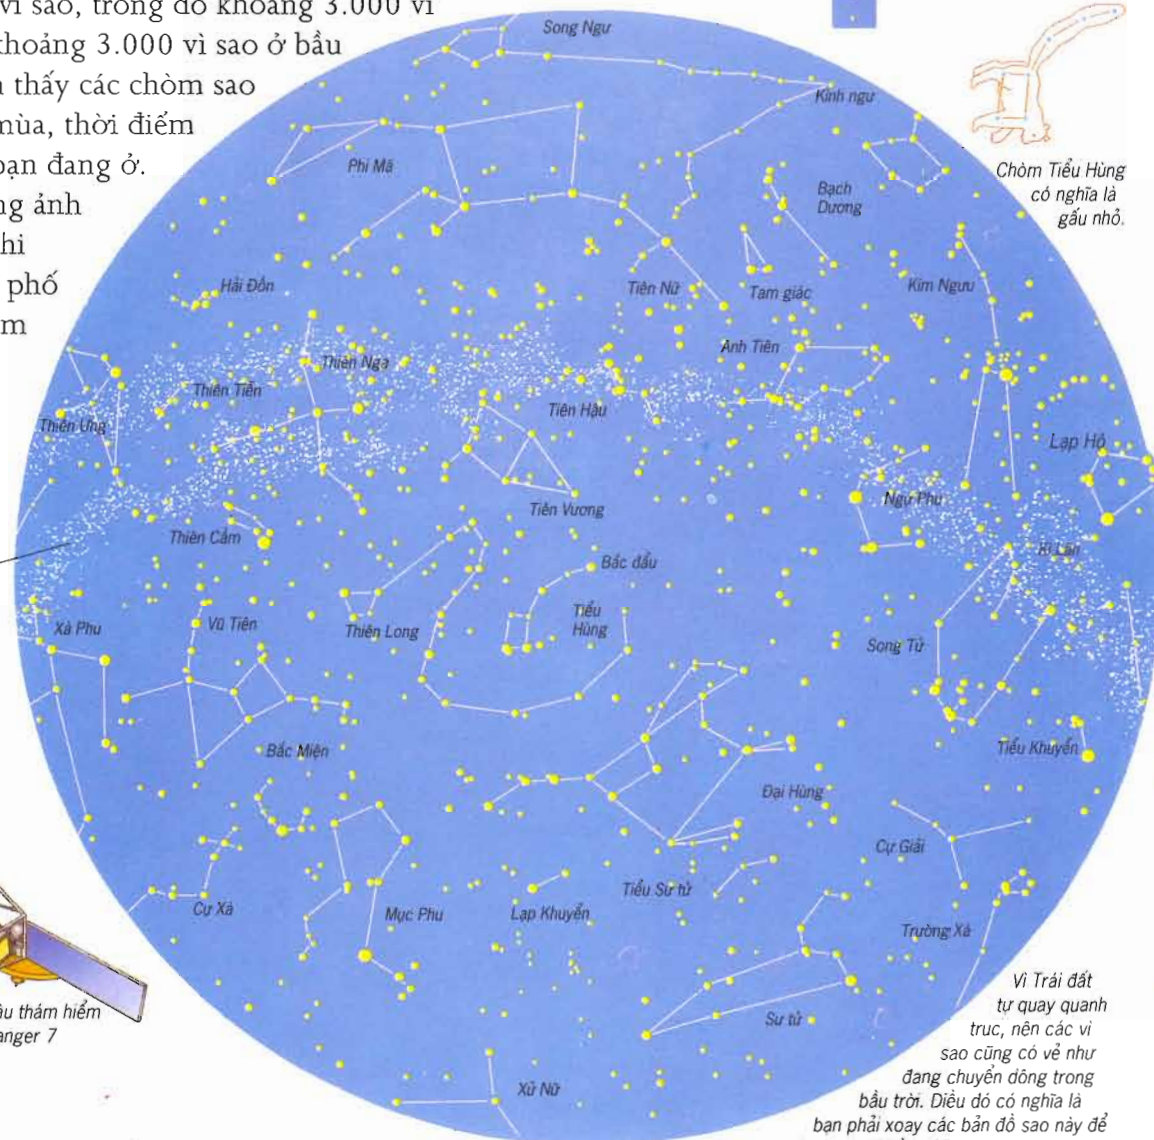 vì sao, trong đó khoảng 3.000 vì
khoảng 3.000 vì sao ở bầu
thấy các chòm sao
mùa, thời điểm
bạn đang ở.
ảnh
phố
Chòm Tiểu Hùng
có nghĩa là
gấu nhỏ.
Song Ngư
Kình ngư
Phi Mã
Bạch
Dương
Hải Đồn
Tiên Nữ
Tam giác
Kim Ngưu
Anh Tiên
Thiên Nga
Thiên Tiễn
Tiên Hậu
Thiên Ưng
Lạp Hộ
Ngự Phu
Tiên Vương
Thiên Cầm
Kì Lân
Bắc đẩu
Tiểu
Hùng
Xà Phu
Vũ Tiên
Thiên Long
Song Tử
Bắc Miện
Tiểu Khuyển
Đại Hùng
Cự Giải
Tiểu Sư tử
Cự Xà
Mục Phu
Lạp Khuyển
Trường Xà
Sư tử
Xử Nữ
thám hiểm
anger 7
Vì Trái đất
tự quay quanh
trục, nên các vì
sao cũng có vẻ như
đang chuyển dông trong
bầu trời. Điều dó có nghĩa là
bạn phải xoay các bản đồ sao này để